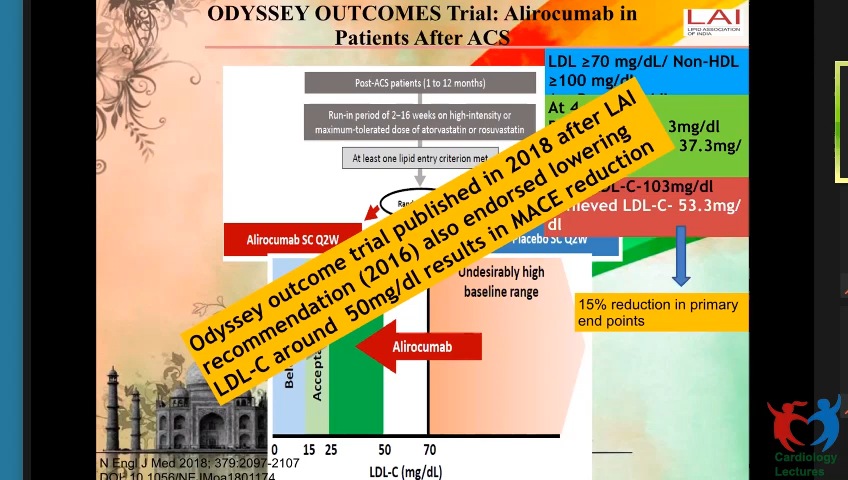 ODYSSEY OUTCOMES Trial: Alirocumab in
Patients After ACS
LAI
LIPID ASSOCIATION
OF INDIA
Post-ACS patients (1 to 12 months)
Run-in period of 2−16 weeks on high-intensity or
maximum-tolerated dose of atorvastatin or rosuvastatin
At least one lipid entry criterion met
LDL ≥70 mg/dL/ Non-HDL
≥100 mg/dl
At 4
3mg/dl
37.3mg/
LDL-C-103mg/dl
achieved LDL-C- 53.3mg/
dl
Alirocumab SC Q2W
Placebo SC Q2W
Odyssey outcome trial published in 2018 after LAI
recommendation (2016) also endorsed lowering
LDL-C around 50mg/dl results in MACE reduction
Undesirably high
baseline range
15% reduction in primary
end points
Alirocumab
Accepta
0 15 25 50 70
LDL-C (mg/dL)
N Engl J Med 2018; 379:2097-2107
DOI: 10.1056/NEJMoa1801174
Cardiology
Lectures